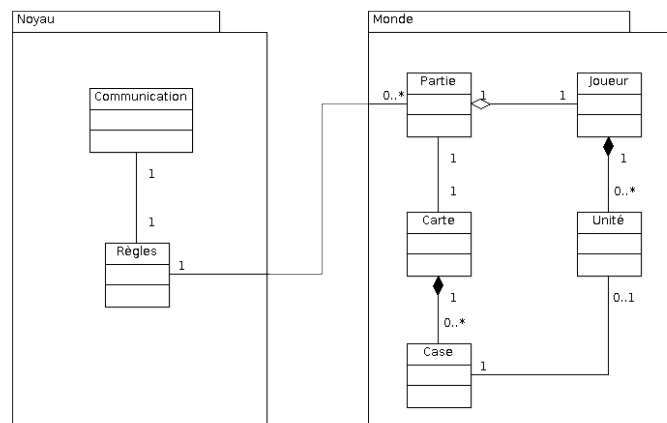 Noyau
Monde
Communication
1
1
Règles
1
0..*
Partie
1
1
Joueur
1
1
1
0..*
Carte
Unité
1
0..*
0..1
Case
1